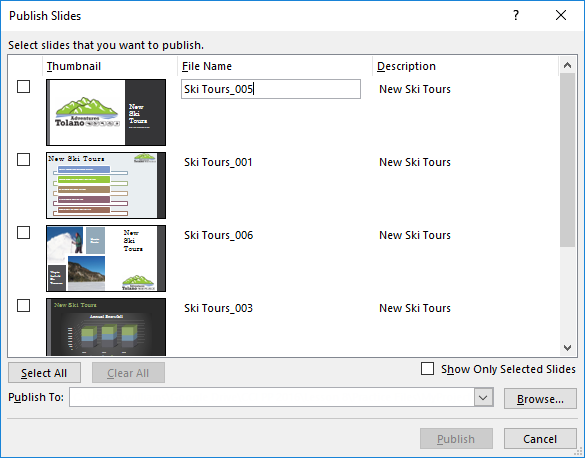 Publish Slides
?
Select slides that you want to publish.
Thumbnail File Name Description
Adventures
Tolano
New
Ski
Tours
Ski Tours_005 New Ski Tours
New Ski Tours
Ski Tours_001 New Ski Tours
New
Ski
Tours
Ski Tours_006 New Ski Tours
Tolano
New Ski Tours
Annual Snowfall
Ski Tours_003 New Ski Tours
Select All Clear All Show Only Selected Slides
Publish To: Browse...
Publish Cancel